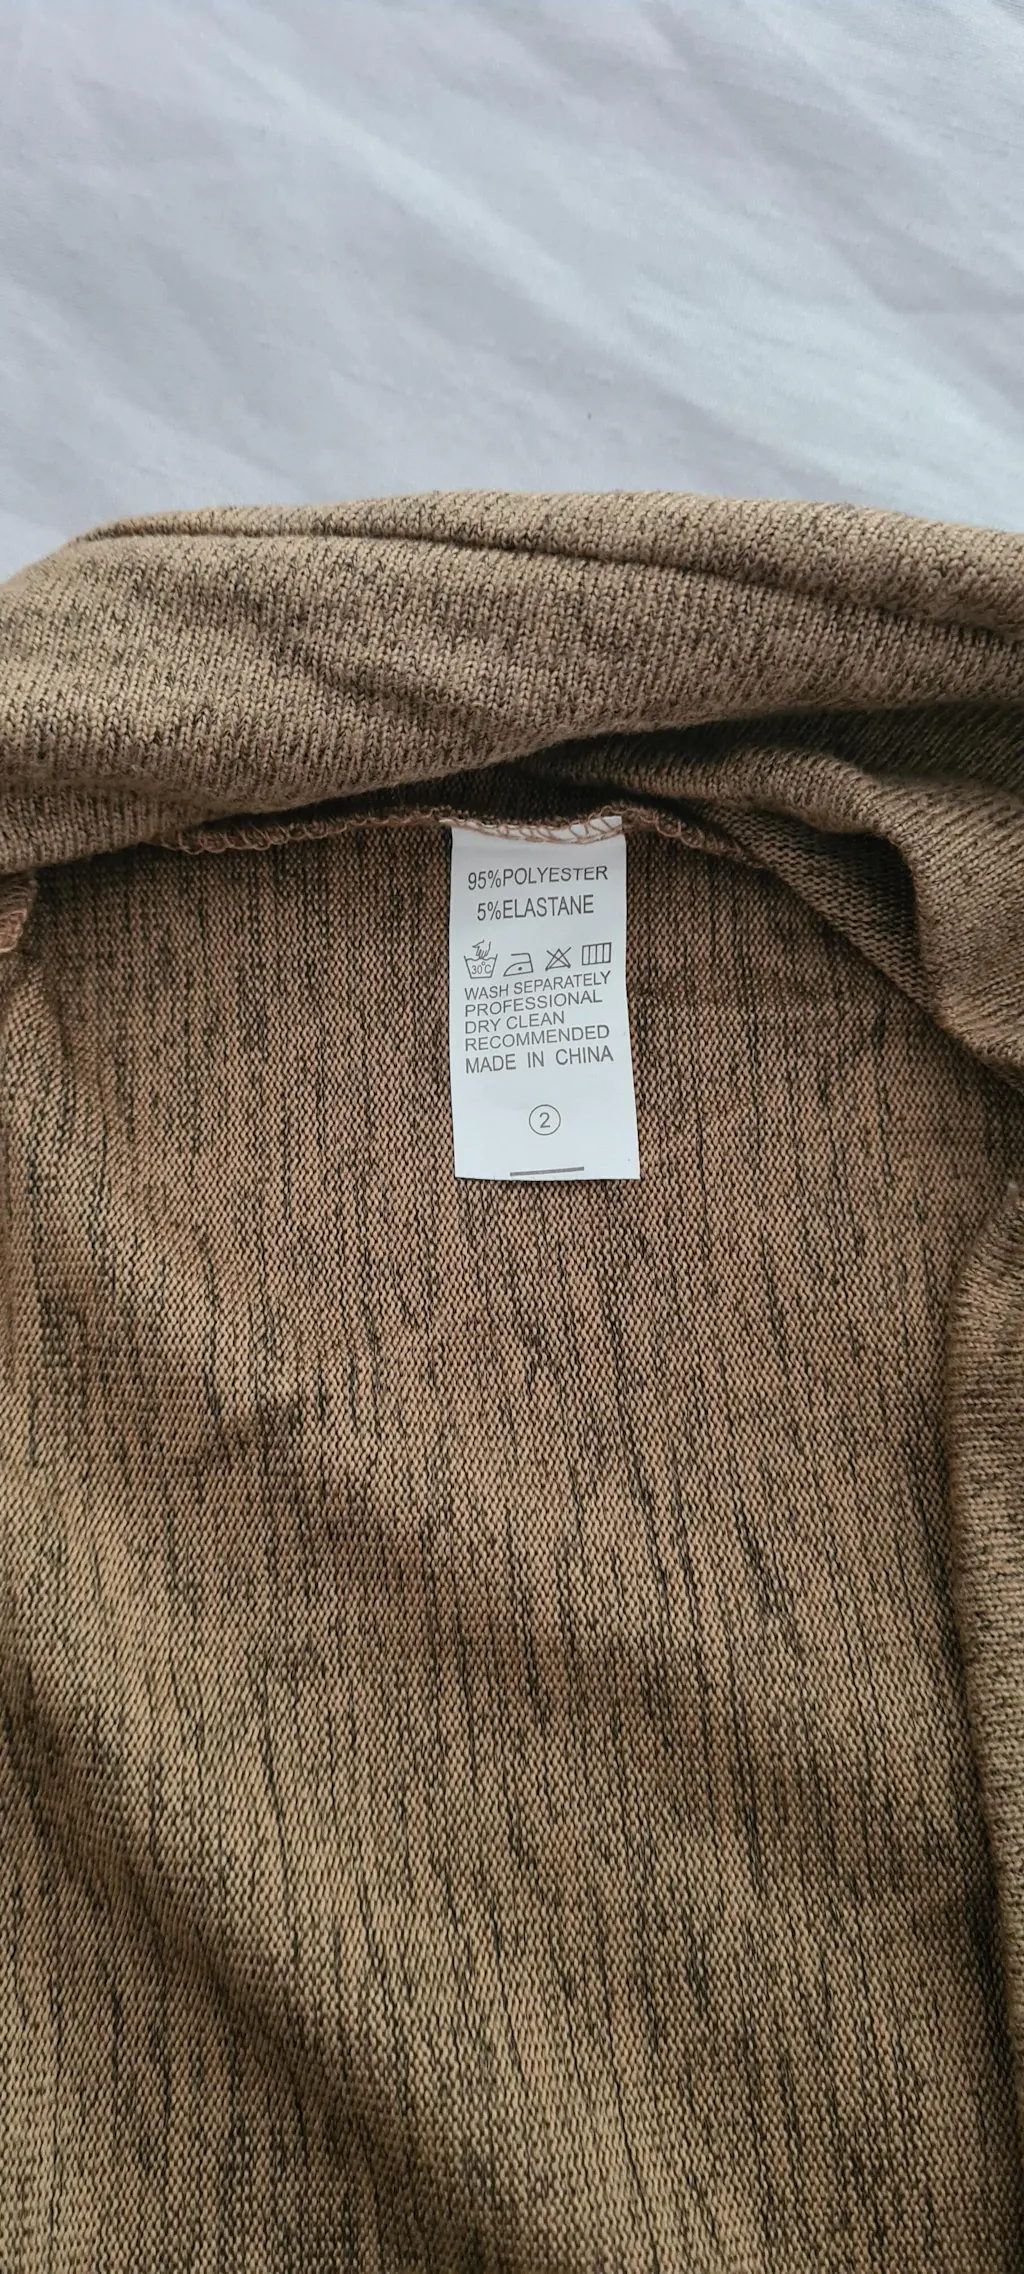 95%POLYESTER
5%ELASTANE
30°C
WASH SEPARATELY
PROFESSIONAL
DRY CLEAN
RECOMMENDED
MADE IN CHINA
2